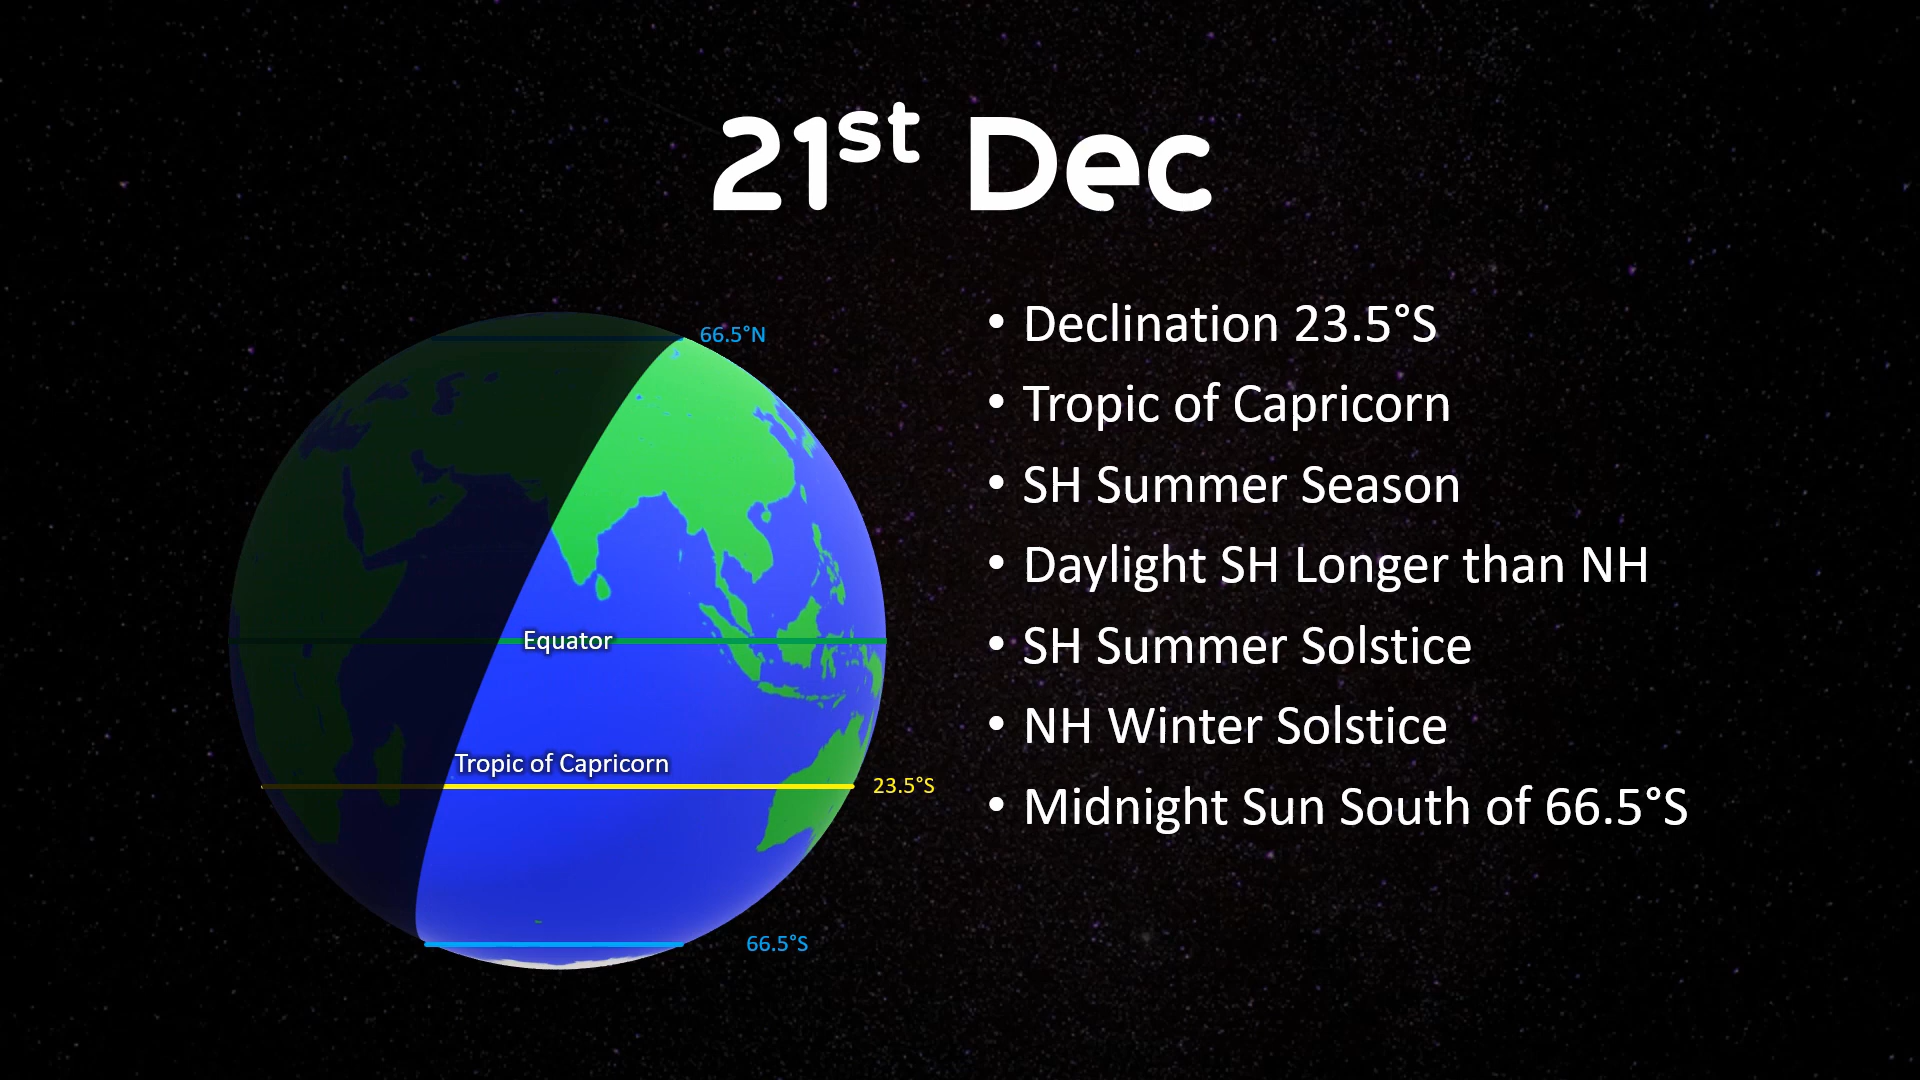 21st Dec
66.5°N
Equator
Tropic of Capricorn
23.5°S
66.5°S
• Declination 23.5°S
• Tropic of Capricorn
• SH Summer Season
• Daylight SH Longer than NH
• SH Summer Solstice
• NH Winter Solstice
• Midnight Sun South of 66.5°S